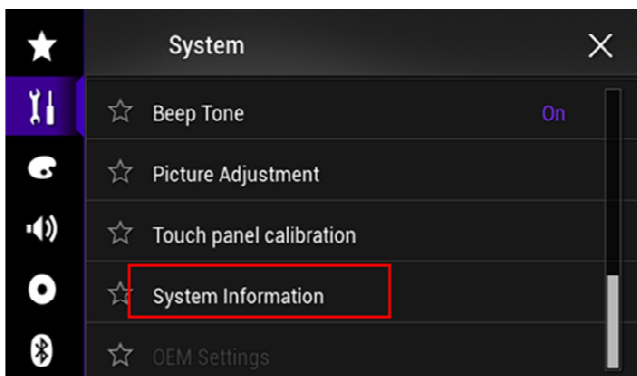 System
Beep Tone On
Picture Adjustment
Touch panel calibration
System Information
OEM Settings